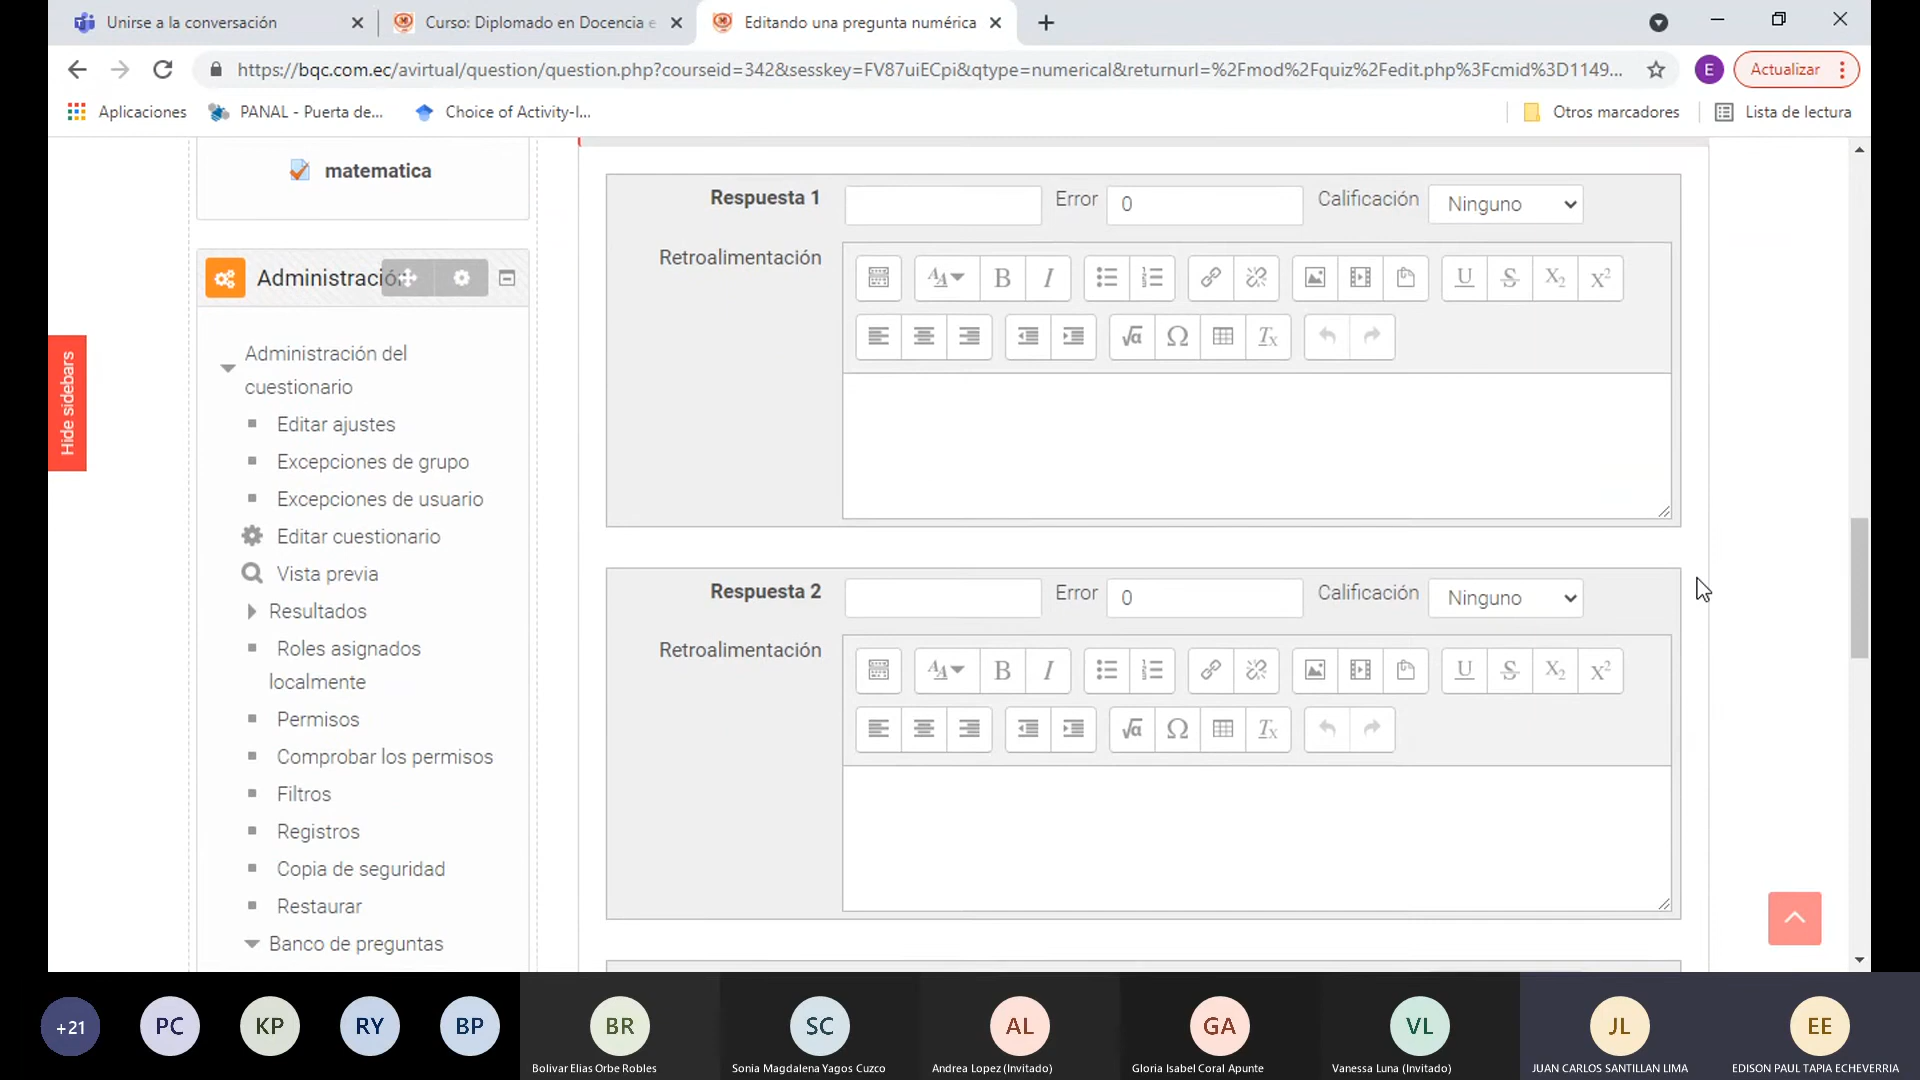 Unirse a la conversación
Curso: Diplomado en Docencia e
Editando una pregunta numérica
https://bqc.com.ec/avirtual/question/question.php?courseid=342&sesskey=FV87uiECpi&qtype=numerical&returnurl=%2Fmod%2Fquiz%2Fedit.php%3Fcmid%3D1149...
E
Actualizar
Aplicaciones
PANAL - Puerta de...
Choice of Activity-I...
Otros marcadores
Lista de lectura
matematica
Administració
Hide sidebars
Administración del
cuestionario
Editar ajustes
Excepciones de grupo
Excepciones de usuario
Editar cuestionario
Vista previa
Resultados
Roles asignados
localmente
Permisos
Comprobar los permisos
Filtros
Registros
Copia de seguridad
Restaurar
Banco de preguntas
Respuesta 1 Error 0 Calificación Ninguno
Retroalimentación
Respuesta 2 Error 0 Calificación Ninguno
Retroalimentación
+21 PC KP RY BP BR SC AL GA VL JL EE
Bolivar Elias Orbe Robles
Sonia Magdalena Yagos Cuzco
Andrea Lopez (Invitado)
Gloria Isabel Coral Apunte
Vanessa Luna (Invitado)
JUAN CARLOS SANTILLAN LIMA
EDISON PAUL TAPIA ECHEVERRIA